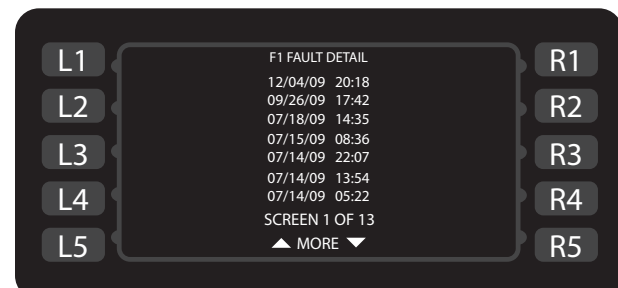 F1 FAULT DETAIL
L1 R1
12/04/09 20:18
09/26/09 17:42
L2 R2
07/18/09 14:35
07/15/09 08:36
L3 R3
07/14/09 22:07
07/14/09 13:54
L4 R4
07/14/09 05:22
SCREEN 1 OF 13
L5 R5
MORE